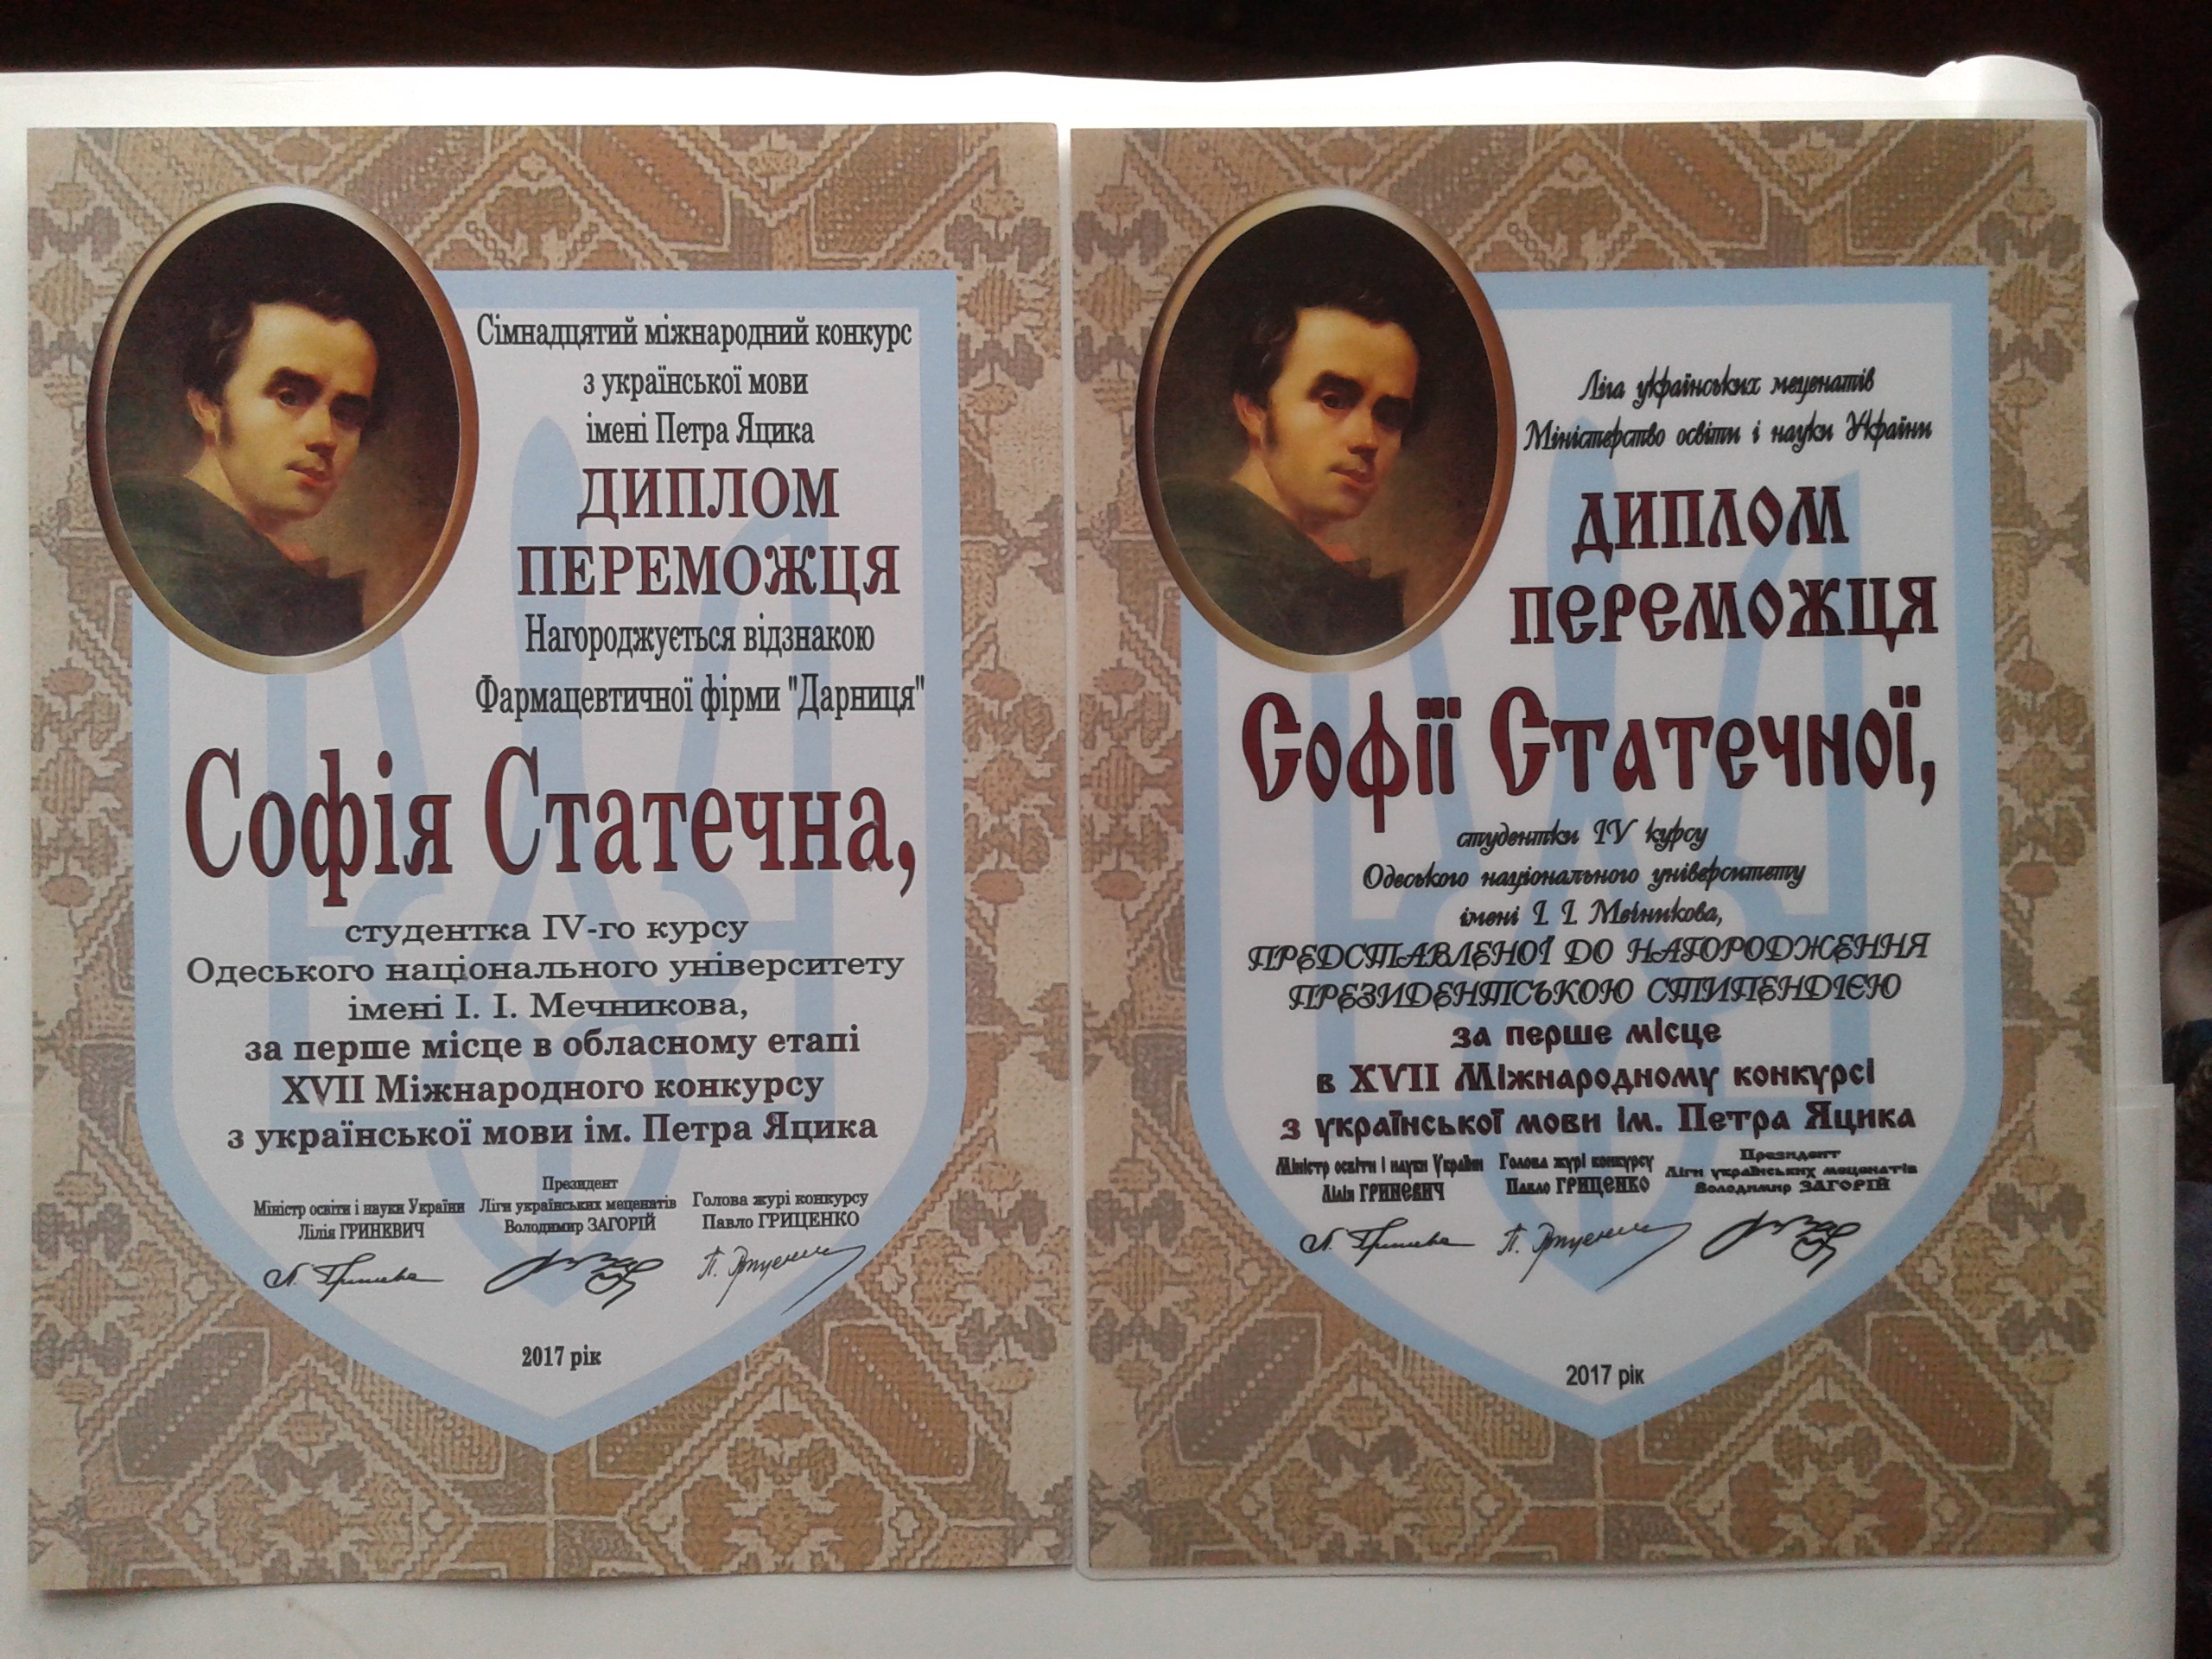 Сімнадцятий міжнародний конкурс
з української мови
імені Петра Яцика
ДИПЛОМ
ПЕРЕМОЖЦЯ
Нагороджується відзнакою
Фармацевтичної фірми "Дарниця"
Софія Статечна,
студентка IV-го курсу
Одеського національного університету
імені І. І. Мечникова,
за перше місце в обласному етапі
XVII Міжнародного конкурсу
з української мови ім. Петра Яцика
Міністр освіти і науки України
Лілія ГРИНЕВИЧ
Президент
Ліги українських меценатів
Володимир ЗАГОРІЙ
Голова журі конкурсу
Павло ГРИЦЕНКО
2017 рік
Ліга українських меценатів
Міністерство освіти і науки України
ДИПЛОМ
ПЕРЕМОЖЦЯ
Софії Статечної,
студентки IV курсу
Одеського національного університету
імені І. І. Мечникова,
ПРЕДСТАВЛЕНОЇ ДО НАГОРОДЖЕННЯ
ПРЕЗИДЕНТСЬКОЮ СТИПЕНДІЄЮ
за перше місце
в XVII Міжнародному конкурсі
з української мови ім. Петра Яцика
Міністр освіти і науки України
Лілія ГРИНЕВИЧ
Голова журі конкурсу
Павло ГРИЦЕНКО
Президент
Ліги українських меценатів
Володимир ЗАГОРІЙ
2017 рік